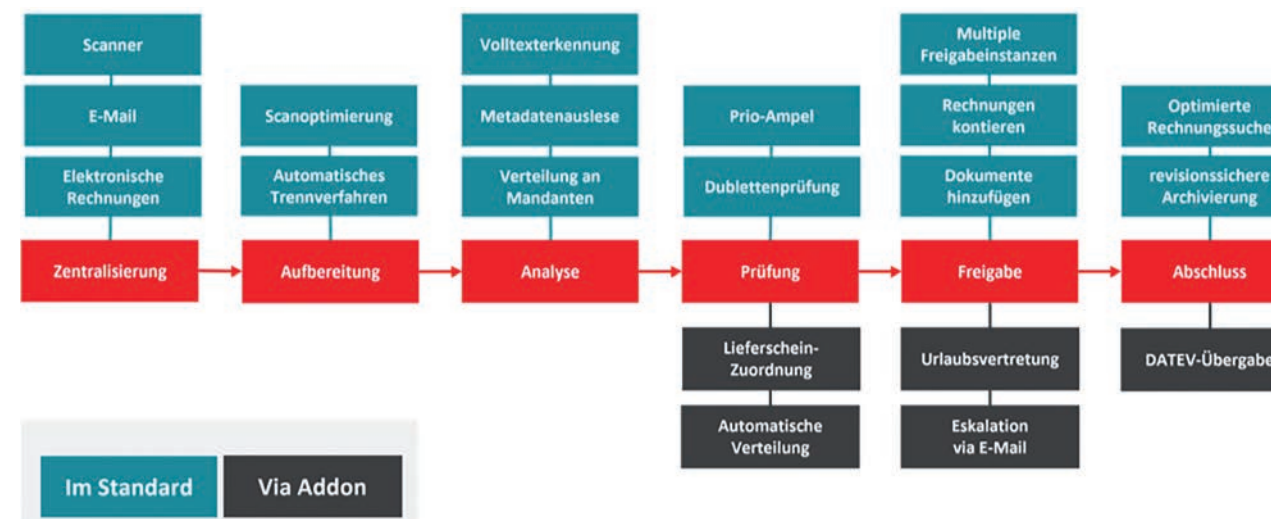 Scanner
E-Mail
Elektronische
Rechnungen
Zentralisierung
Scanoptimierung
Automatisches
Trennverfahren
Aufbereitung
Volltexterkennung
Metadatenauslese
Verteilung an
Mandanten
Analyse
Prio-Ampel
Dublettenprüfung
Prüfung
Lieferschein-
Zuordnung
Automatische
Verteilung
Multiple
Freigabeinstanzen
Rechnungen
kontieren
Dokumente
hinzufügen
Freigabe
Urlaubsvertretung
Eskalation
via E-Mail
Optimierte
Rechnungssuche
revisionssichere
Archivierung
Abschluss
DATEV-Übergabe
Im Standard
Via Addon